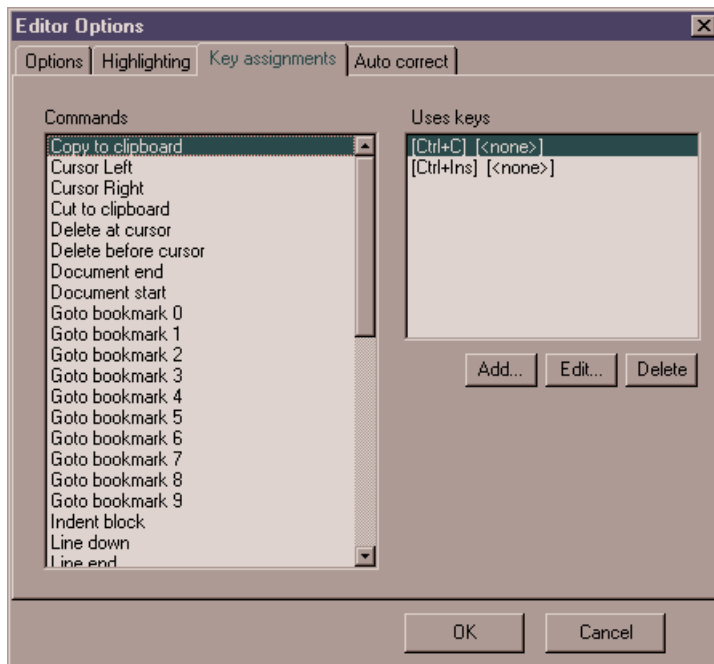 Editor Options
Options Highlighting Key assignments Auto correct
Commands
Copy to clipboard
Cursor Left
Cursor Right
Cut to clipboard
Delete at cursor
Delete before cursor
Document end
Document start
Goto bookmark 0
Goto bookmark 1
Goto bookmark 2
Goto bookmark 3
Goto bookmark 4
Goto bookmark 5
Goto bookmark 6
Goto bookmark 7
Goto bookmark 8
Goto bookmark 9
Indent block
Line down
Line end
Uses keys
[Ctrl+C] [<none>]
[Ctrl+Ins] [<none>]
Add... Edit... Delete
OK Cancel